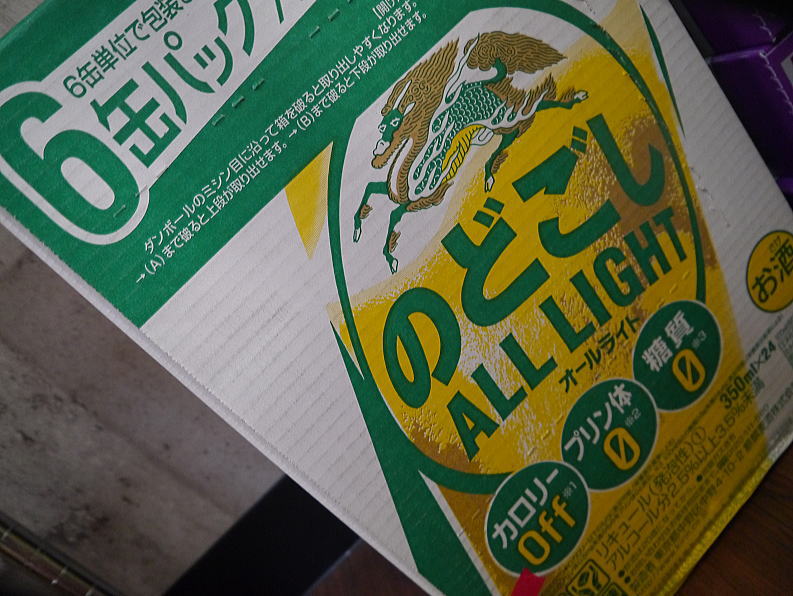 6缶単位で包装
6缶パック
【開け
ダンボールのミシン目に沿って箱を破ると取り出しやすくなります。
→(A)まで破ると上段が取り出せます。→(B)まで破ると下段が取り出せます。
のどごし
ALL LIGHT
オールライト
カロリー※1
Off
プリン体
0※2
糖質
0※3
お酒
350ml×24
リキュール(発泡性)①
アルコール分2.5%以上3.5%未満